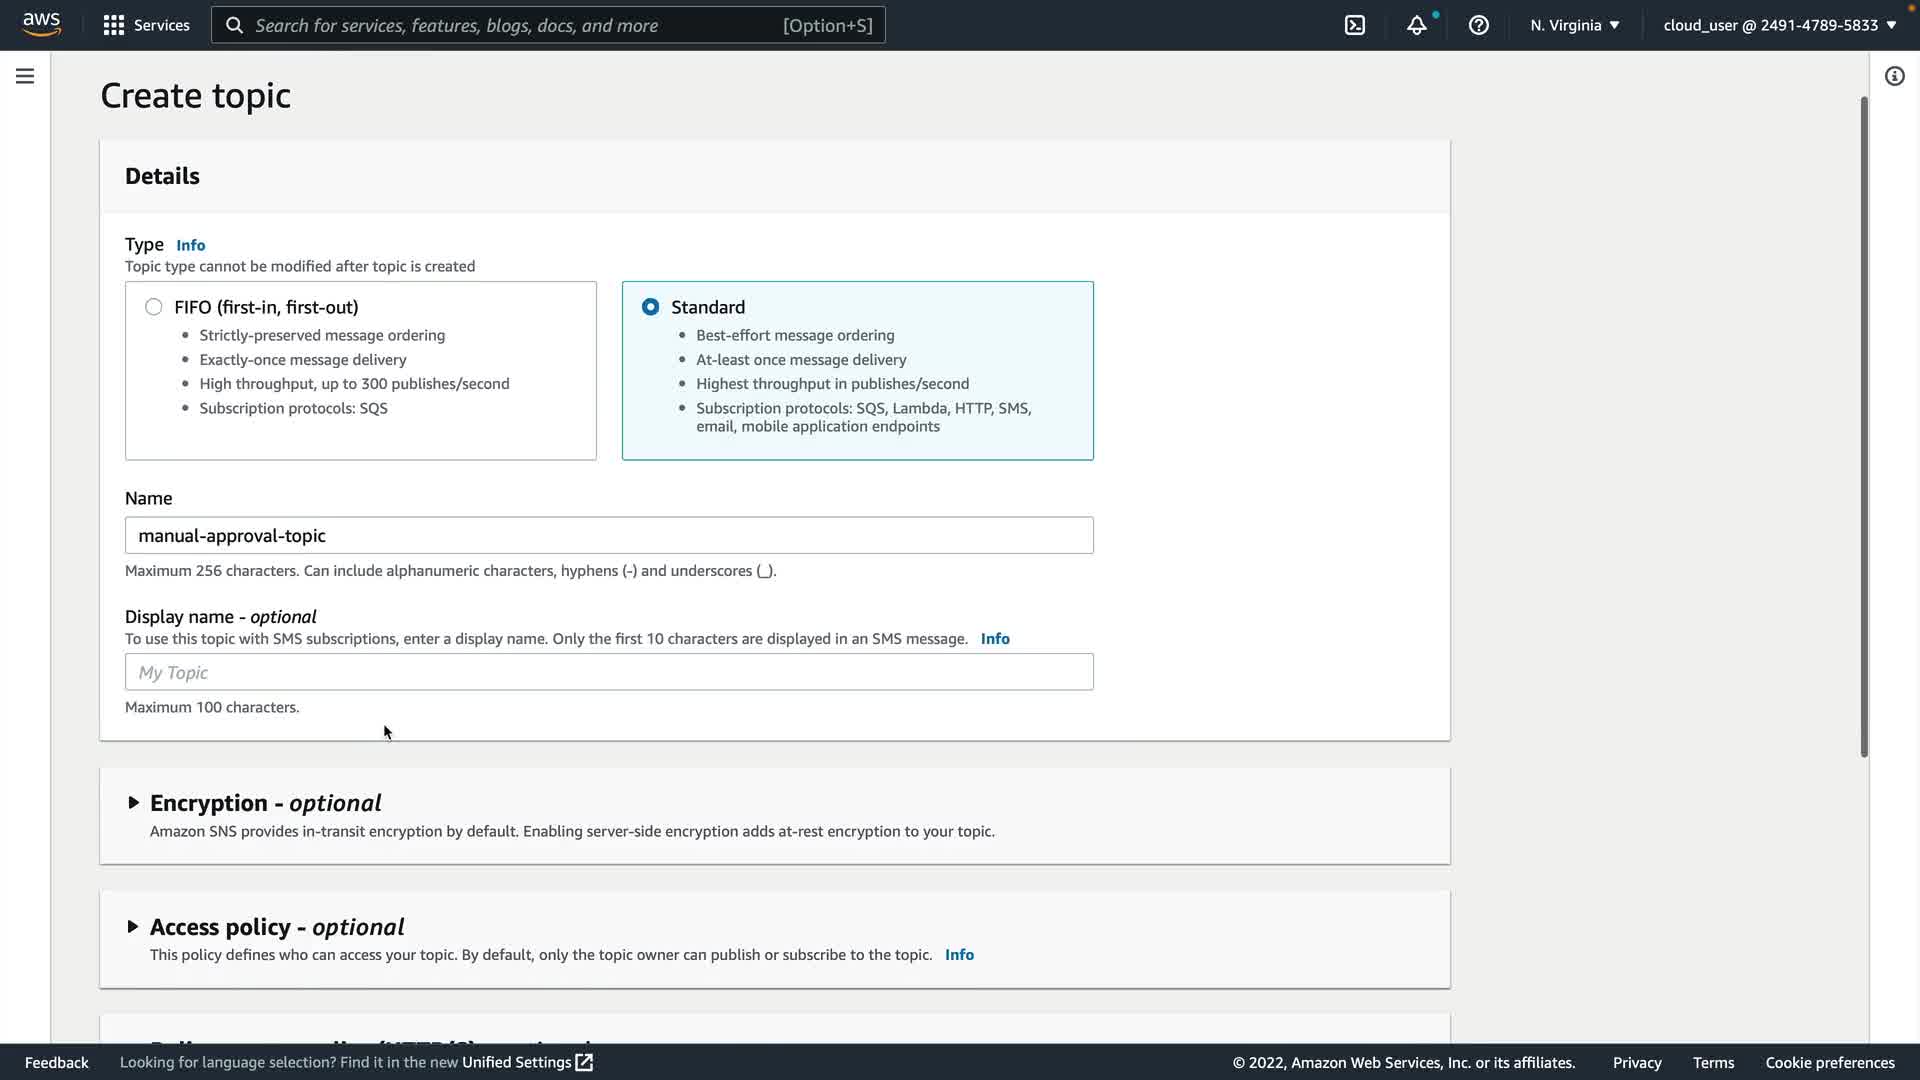 aws
Services
Search for services, features, blogs, docs, and more
[Option+S]
N. Virginia
cloud_user @ 2491-4789-5833
Create topic
Details
Type Info
Topic type cannot be modified after topic is created
FIFO (first-in, first-out)
Strictly-preserved message ordering
Exactly-once message delivery
High throughput, up to 300 publishes/second
Subscription protocols: SQS
Standard
Best-effort message ordering
At-least once message delivery
Highest throughput in publishes/second
Subscription protocols: SQS, Lambda, HTTP, SMS,
email, mobile application endpoints
Name
manual-approval-topic
Maximum 256 characters. Can include alphanumeric characters, hyphens (-) and underscores (_).
Display name - optional
To use this topic with SMS subscriptions, enter a display name. Only the first 10 characters are displayed in an SMS message. Info
My Topic
Maximum 100 characters.
Encryption - optional
Amazon SNS provides in-transit encryption by default. Enabling server-side encryption adds at-rest encryption to your topic.
Access policy - optional
This policy defines who can access your topic. By default, only the topic owner can publish or subscribe to the topic. Info
Feedback
Looking for language selection? Find it in the new Unified Settings
© 2022, Amazon Web Services, Inc. or its affiliates.
Privacy
Terms
Cookie preferences